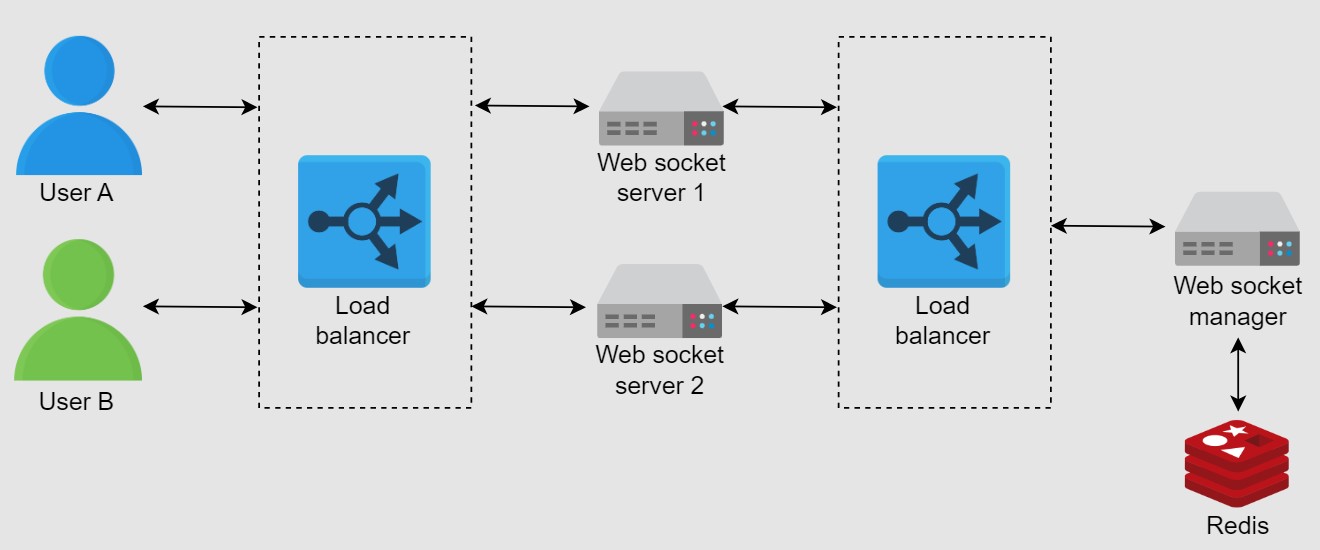 User A
User B
Load
balancer
Web socket
server 1
Web socket
server 2
Load
balancer
Web socket
manager
Redis